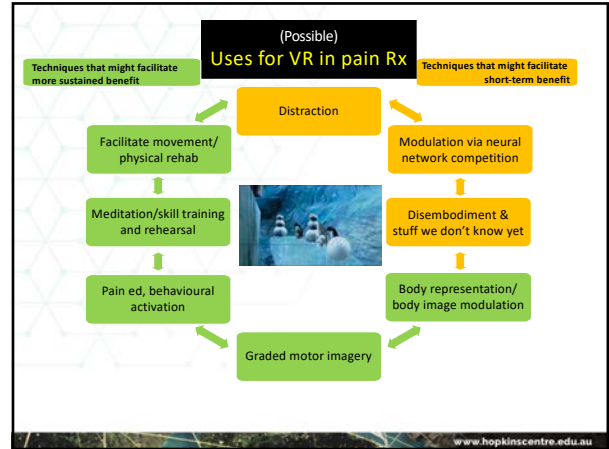 (Possible)
Uses for VR in pain Rx
Techniques that might facilitate
more sustained benefit
Techniques that might facilitate
short-term benefit
Distraction
Facilitate movement/
physical rehab
Modulation via neural
network competition
Meditation/skill training
and rehearsal
Disembodiment &
stuff we don't know yet
Pain ed, behavioural
activation
Body representation/
body image modulation
Graded motor imagery
www.hopkinscentre.edu.au